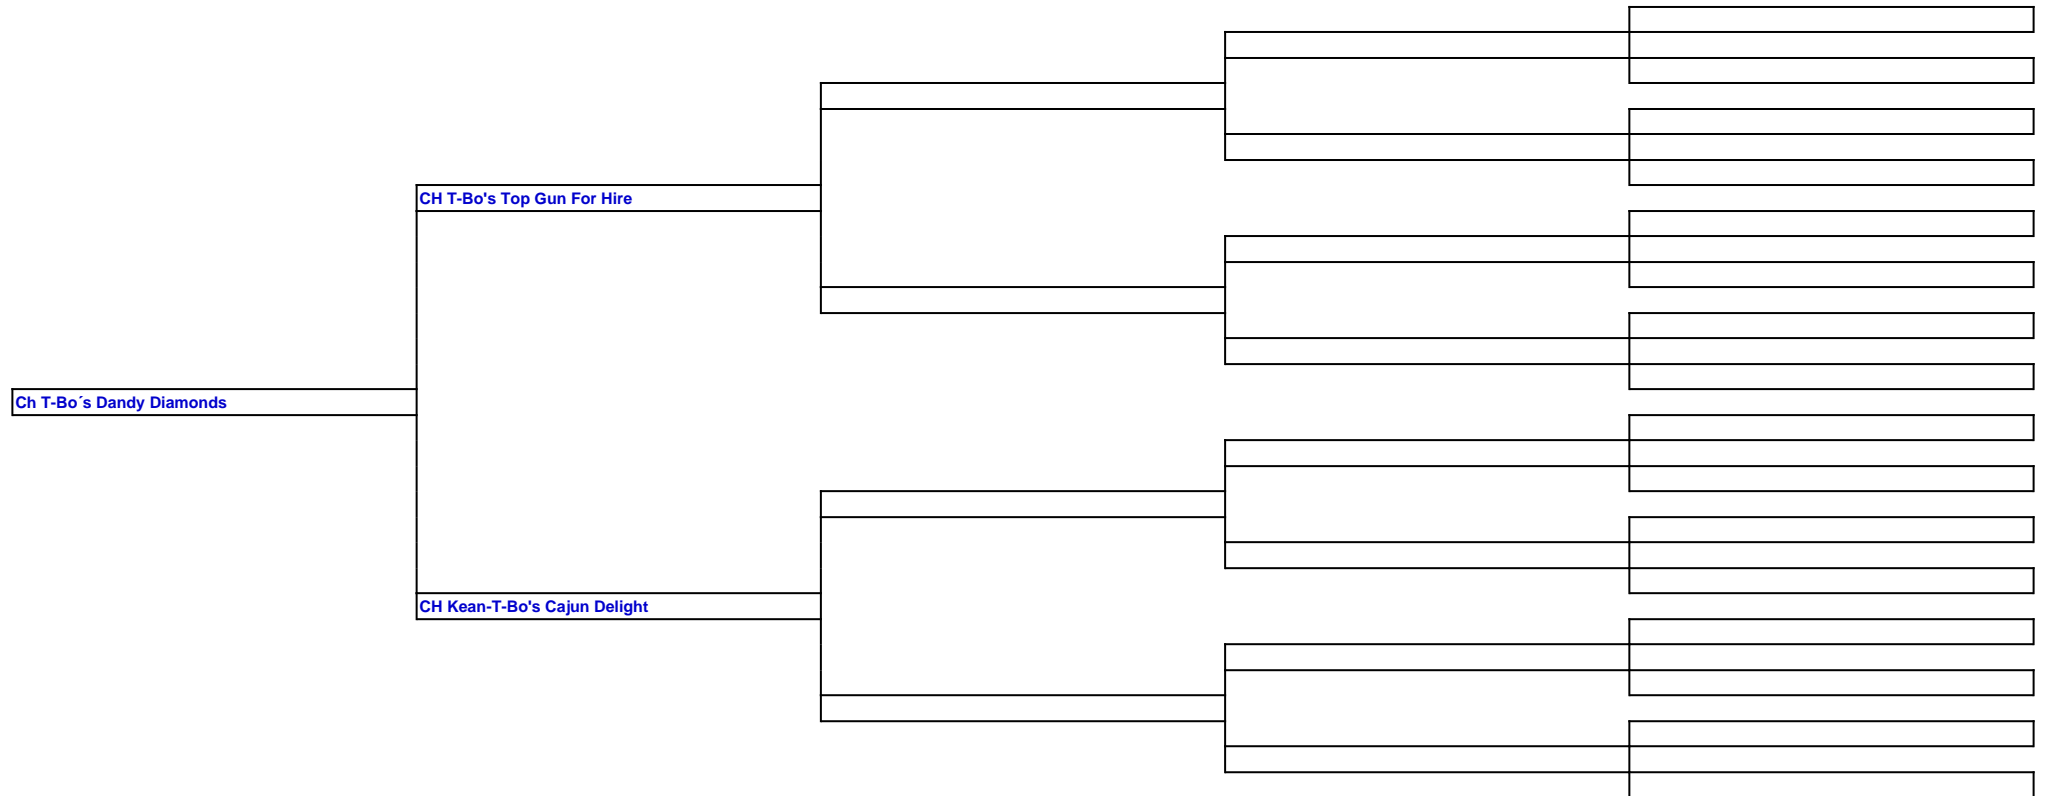 CH T-Bo's Top Gun For Hire
Ch T-Bo´s Dandy Diamonds
CH Kean-T-Bo's Cajun Delight